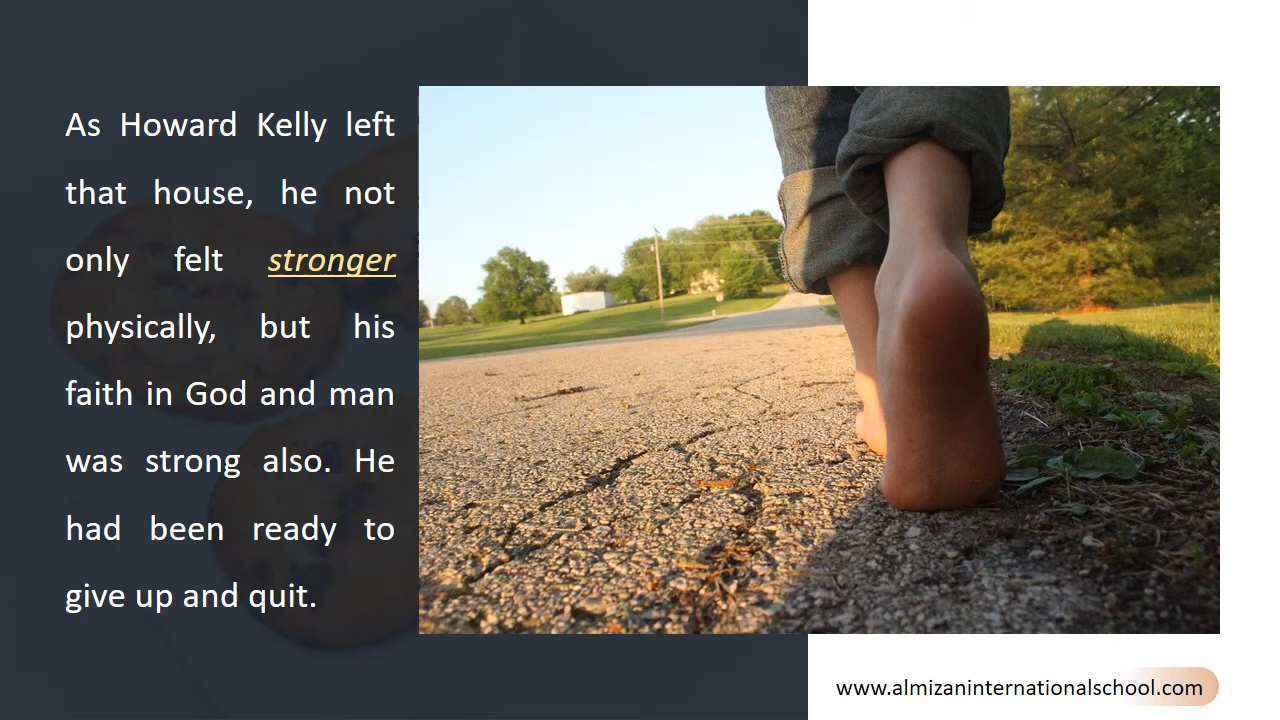 As Howard Kelly left
that house, he not
only felt stronger
physically, but his
faith in God and man
was strong also. He
had been ready to
give up and quit.
www.almizaninternationalschool.com